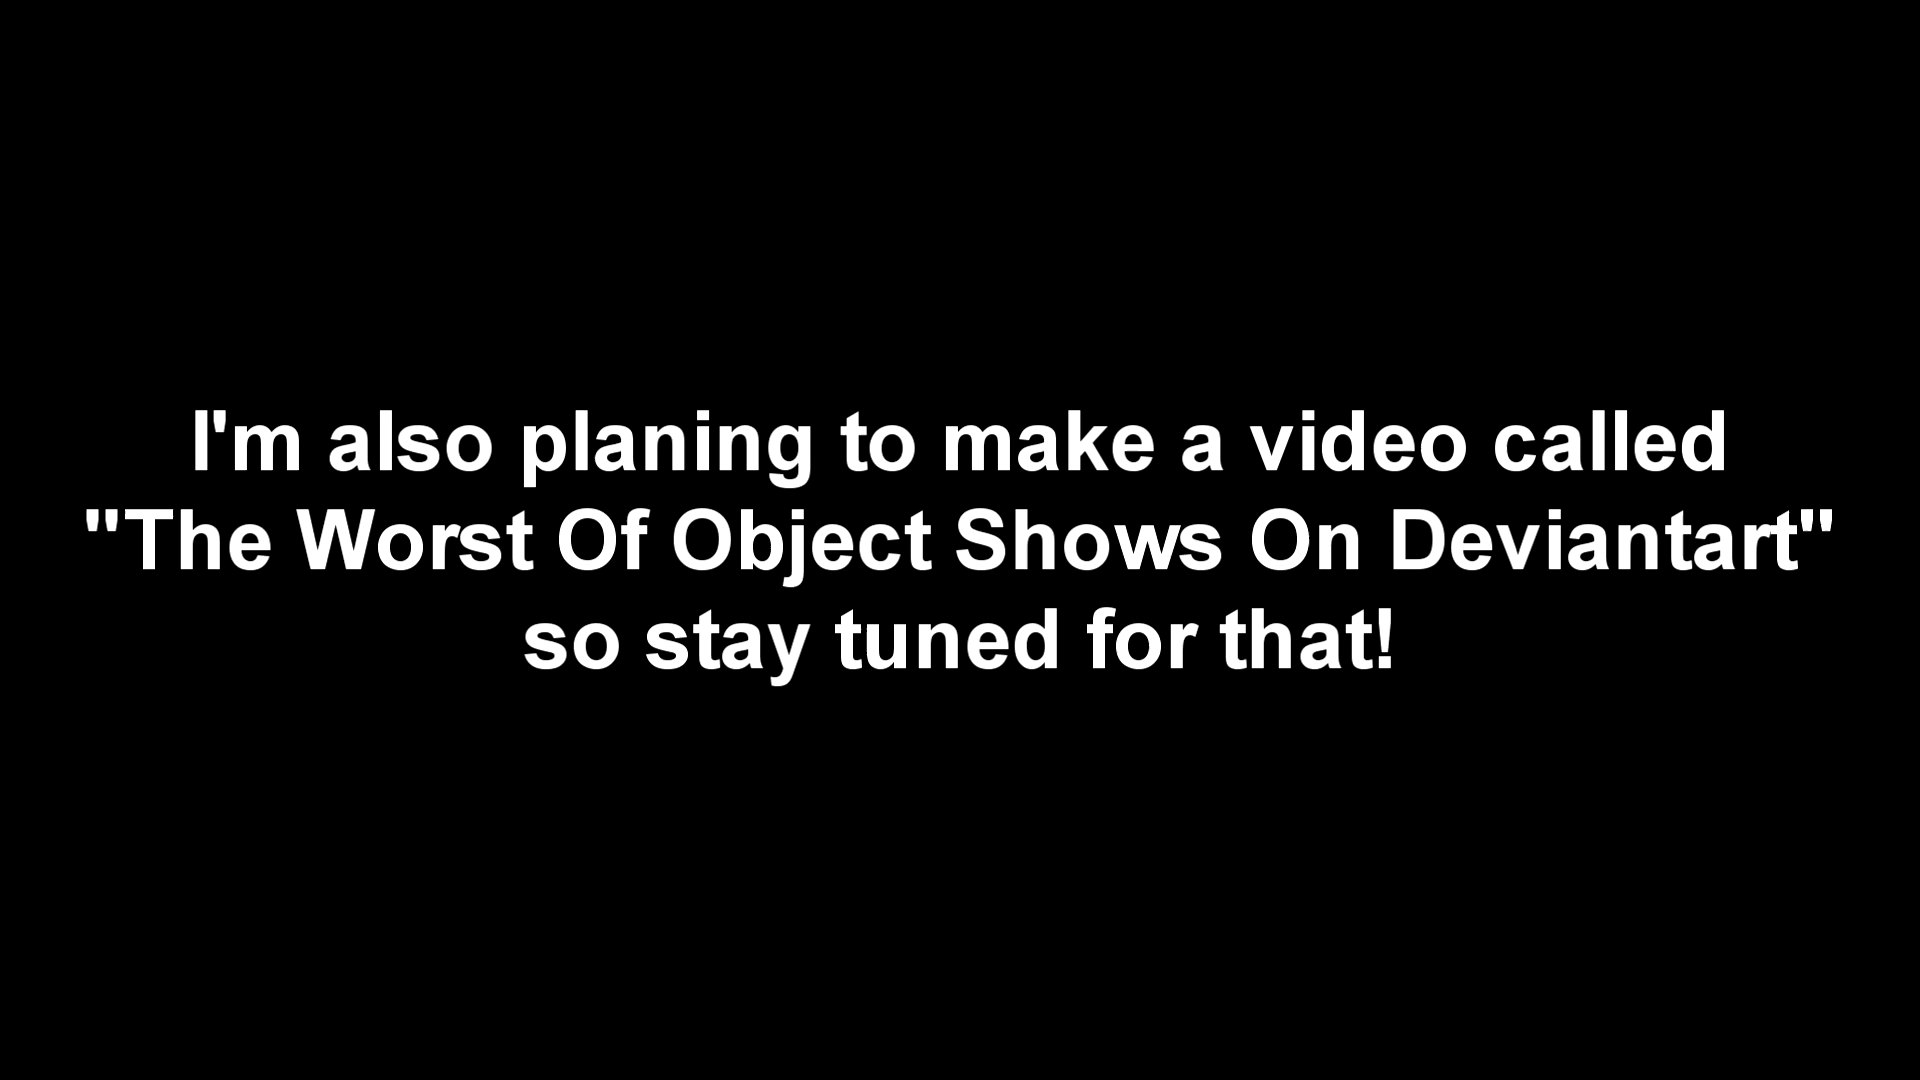 I'm also planing to make a video called
"The Worst Of Object Shows On Deviantart"
so stay tuned for that!